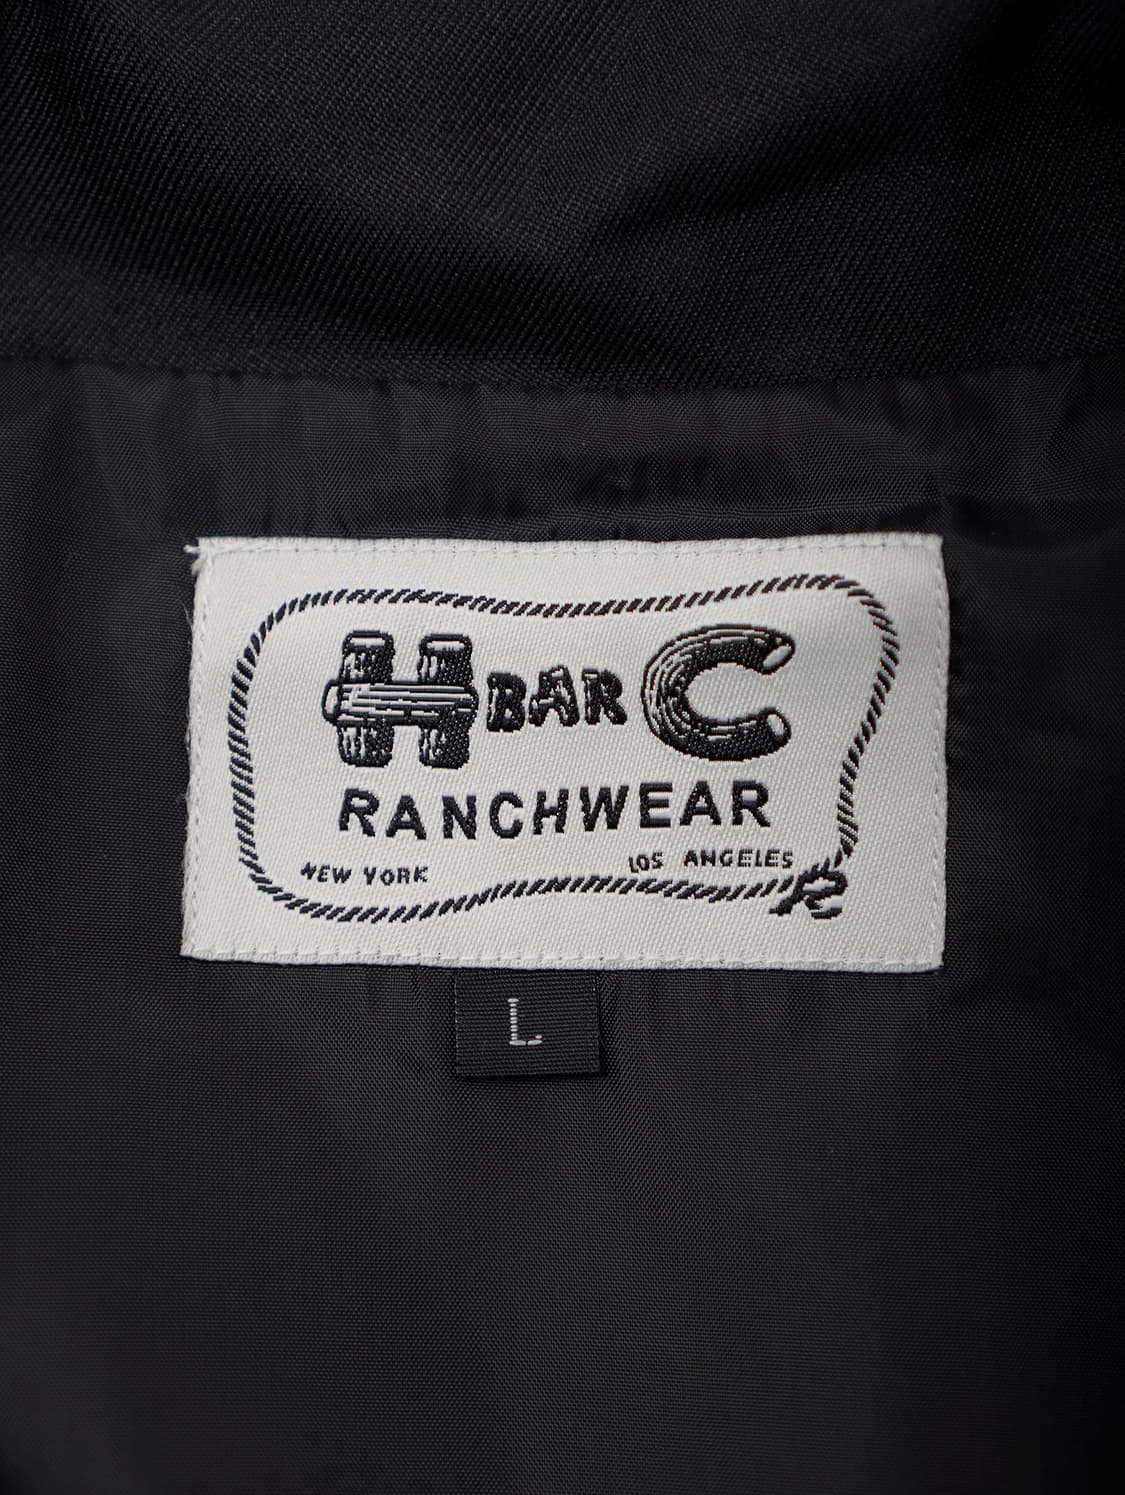 H BAR C
RANCHWEAR
NEW YORK LOS ANGELES
L